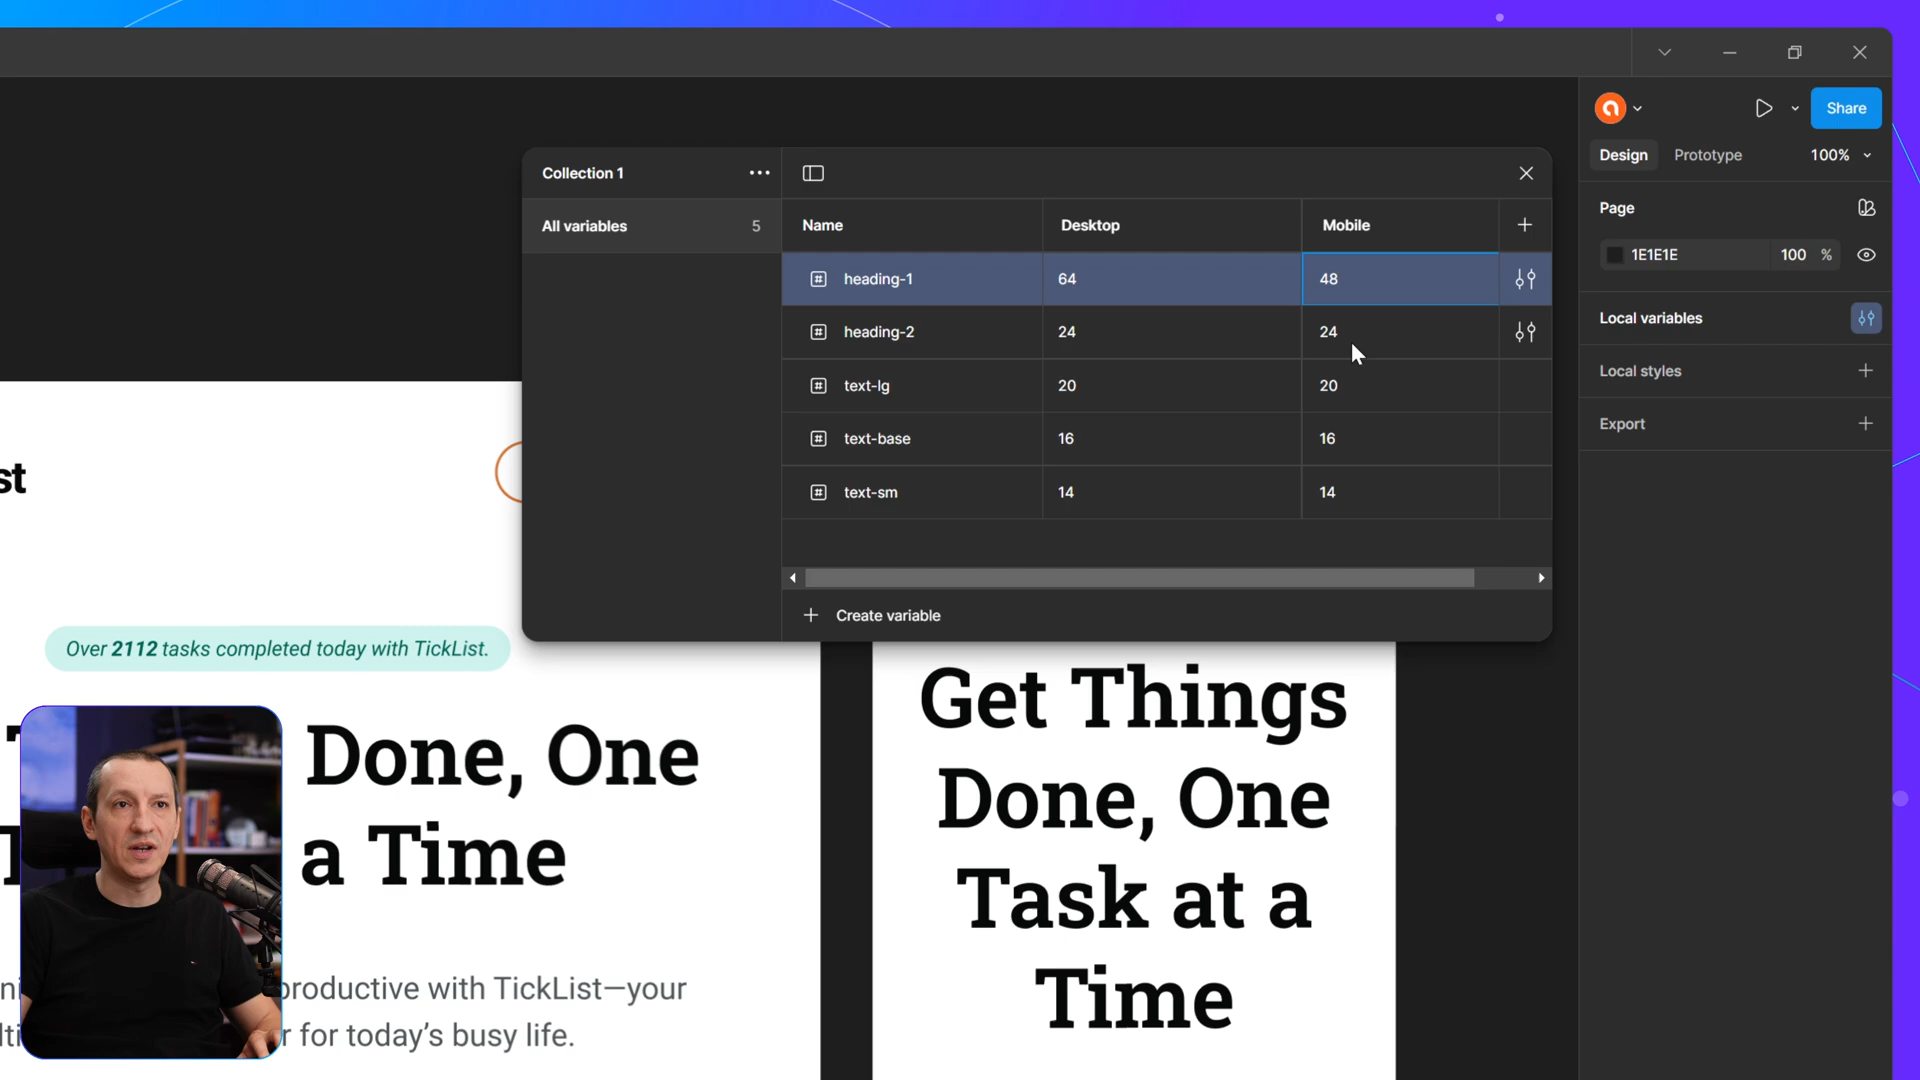 Share
Design
Prototype
100%
Collection 1
Page
All variables
5
Name
Desktop
Mobile
1E1E1E
100
%
heading-1
64
48
Local variables
heading-2
24
24
Local styles
text-lg
20
20
Export
text-base
16
16
text-sm
14
14
st
Create variable
Over 2112 tasks completed today with TickList.
Done, One
a Time
Get Things
Done, One
Task at a
Time
productive with TickList—your
r for today's busy life.